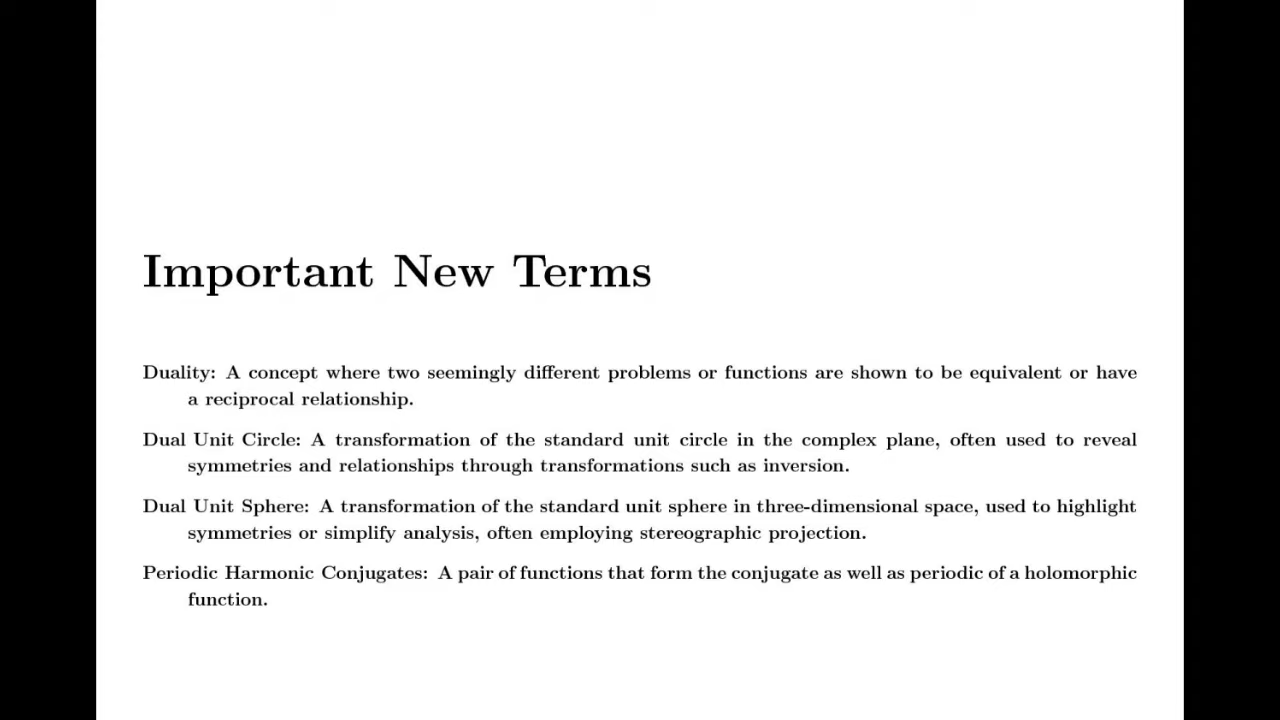 Important New Terms
Duality: A concept where two seemingly different problems or functions are shown to be equivalent or have
a reciprocal relationship.
Dual Unit Circle: A transformation of the standard unit circle in the complex plane, often used to reveal
symmetries and relationships through transformations such as inversion.
Dual Unit Sphere: A transformation of the standard unit sphere in three-dimensional space, used to highlight
symmetries or simplify analysis, often employing stereographic projection.
Periodic Harmonic Conjugates: A pair of functions that form the conjugate as well as periodic of a holomorphic
function.